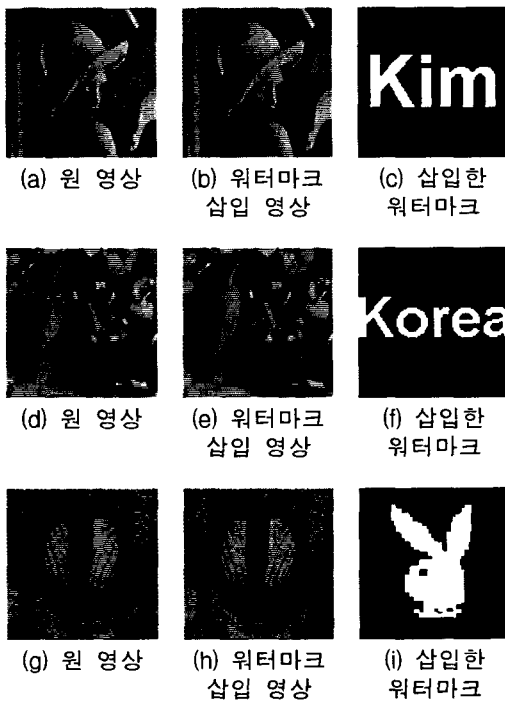 Kim
(a) 원 영상 (b) 워터마크 (c) 삽입한
삽입 영상 워터마크
Korea
(d) 원 영상 (e) 워터마크 (f) 삽입한
삽입 영상 워터마크
(g) 원 영상 (h) 워터마크 (i) 삽입한
삽입 영상 워터마크